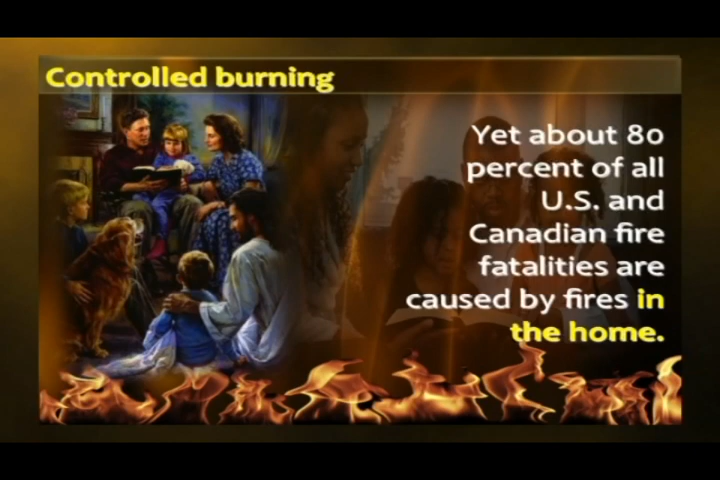 Controlled burning
Yet about 80
percent of all
U.S. and
Canadian fire
fatalities are
caused by fires in
the home.